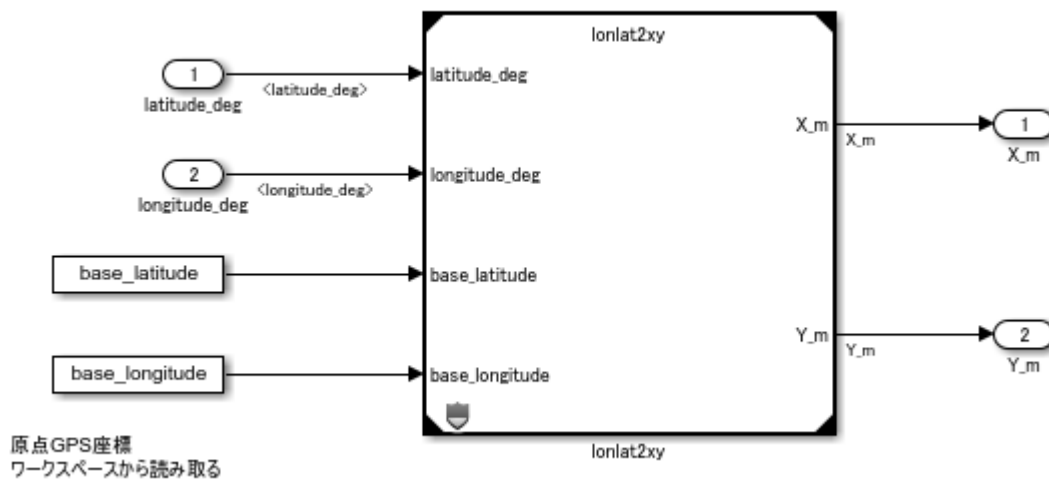 lonlat2xy
1
latitude_deg
<latitude_deg>
latitude_deg
X_m
X_m
1
X_m
2
longitude_deg
<longitude_deg>
longitude_deg
base_latitude
base_latitude
Y_m
Y_m
2
Y_m
base_longitude
base_longitude
lonlat2xy
原点GPS座標
ワークスペースから読み取る